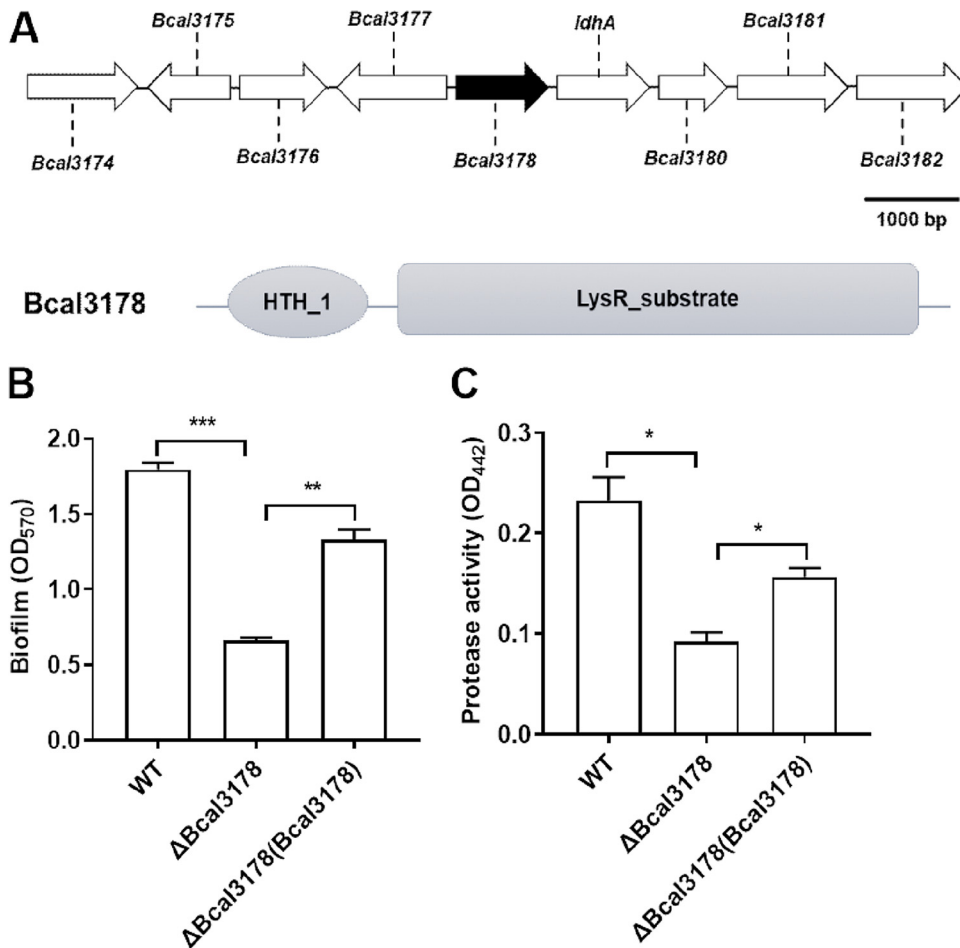 A
Bcal3175
Bcal3177
ldhA
Bcal3181
Bcal3174
Bcal3176
Bcal3178
Bcal3180
Bcal3182
1000 bp
Bcal3178
HTH_1
LysR_substrate
B
Biofilm (OD570)
2.0
1.5
1.0
0.5
0.0
***
**
WT
ΔBcal3178
ΔBcal3178(Bcal3178)
C
Protease activity (OD442)
0.3
0.2
0.1
0.0
*
*
WT
ΔBcal3178
ΔBcal3178(Bcal3178)